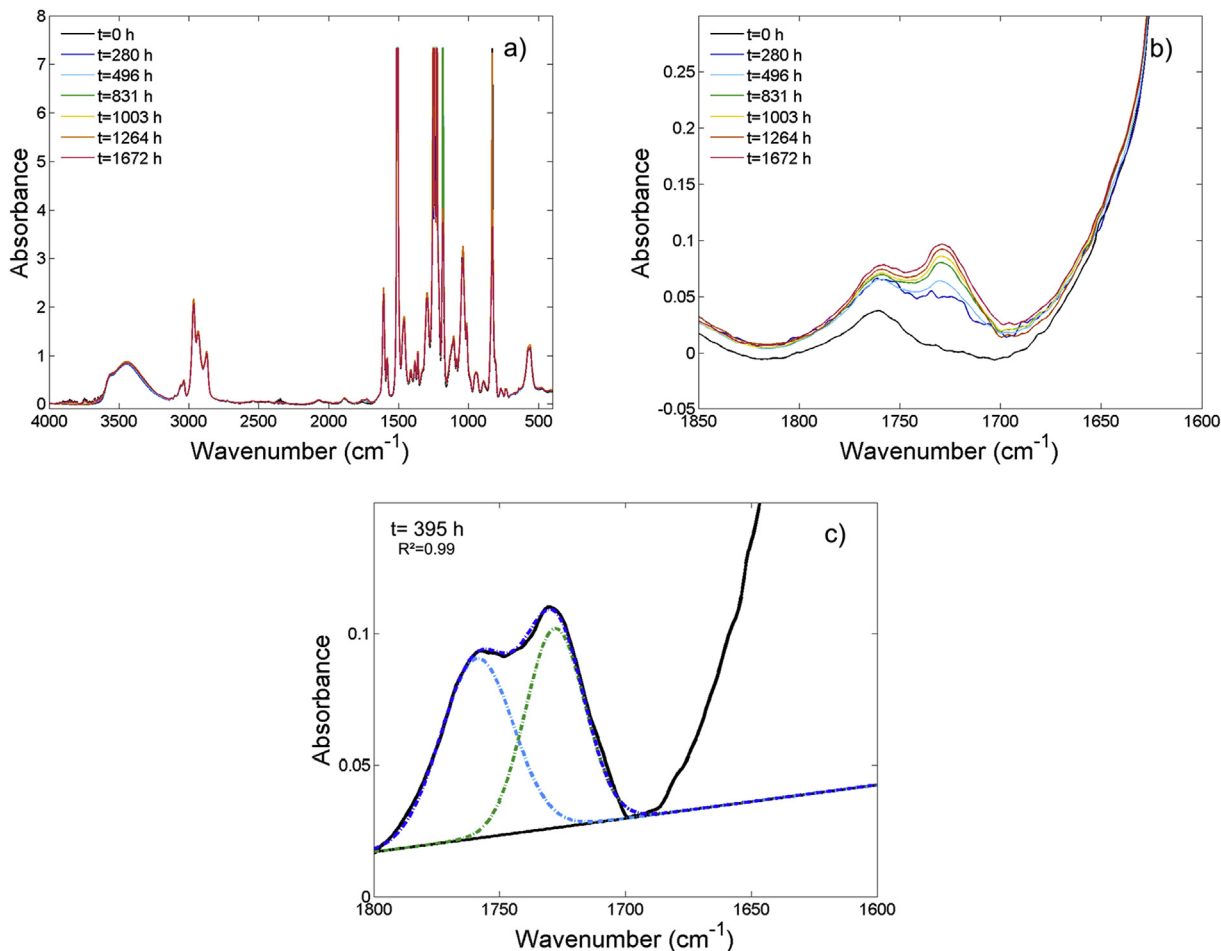 a)
t=0 h
t=280 h
t=496 h
t=831 h
t=1003 h
t=1264 h
t=1672 h
8
7
6
5
4
3
2
1
0
Absorbance
4000 3500 3000 2500 2000 1500 1000 500
Wavenumber (cm⁻¹)
b)
t=0 h
t=280 h
t=496 h
t=831 h
t=1003 h
t=1264 h
t=1672 h
0.25
0.2
0.15
0.1
0.05
0
-0.05
Absorbance
1850 1800 1750 1700 1650 1600
Wavenumber (cm⁻¹)
t= 395 h
R²=0.99
c)
0.1
0.05
0
Absorbance
1800 1750 1700 1650 1600
Wavenumber (cm⁻¹)